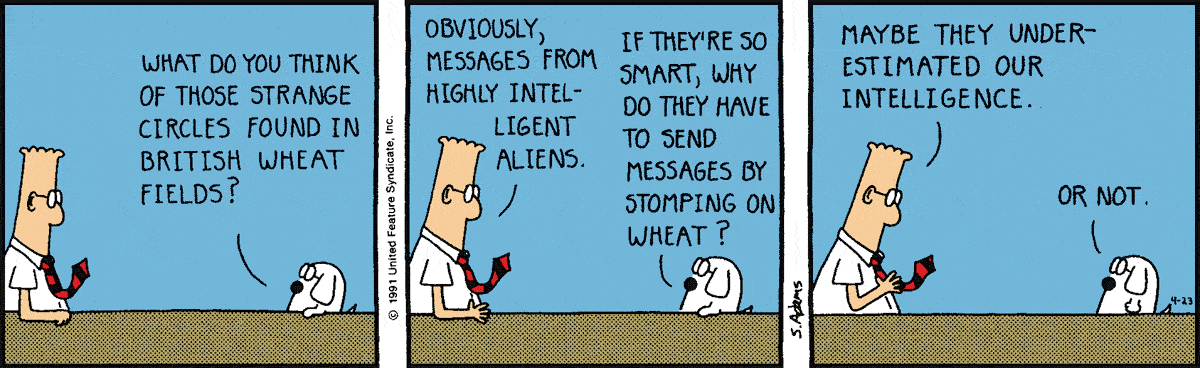 WHAT DO YOU THINK
OF THOSE STRANGE
CIRCLES FOUND IN
BRITISH WHEAT
FIELDS?
© 1991 United Feature Syndicate, Inc.
OBVIOUSLY,
MESSAGES FROM
HIGHLY INTEL-
LIGENT
ALIENS.
IF THEY'RE SO
SMART, WHY
DO THEY HAVE
TO SEND
MESSAGES BY
STOMPING ON
WHEAT?
S. Adams
MAYBE THEY UNDER-
ESTIMATED OUR
INTELLIGENCE.
OR NOT.
4-23